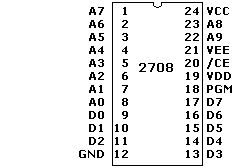 A7 1 24 VCC
A6 2 23 A8
A5 3 22 A9
A4 4 21 VEE
A3 5 2708 20 /CE
A2 6 19 VDD
A1 7 18 PGM
A0 8 17 D7
D0 9 16 D6
D1 10 15 D5
D2 11 14 D4
GND 12 13 D3